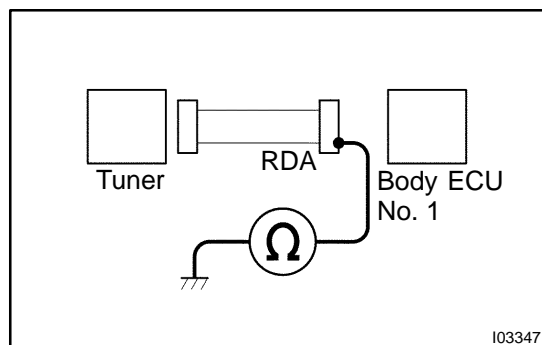 Tuner
RDA
Body ECU
No. 1
Ω
I03347